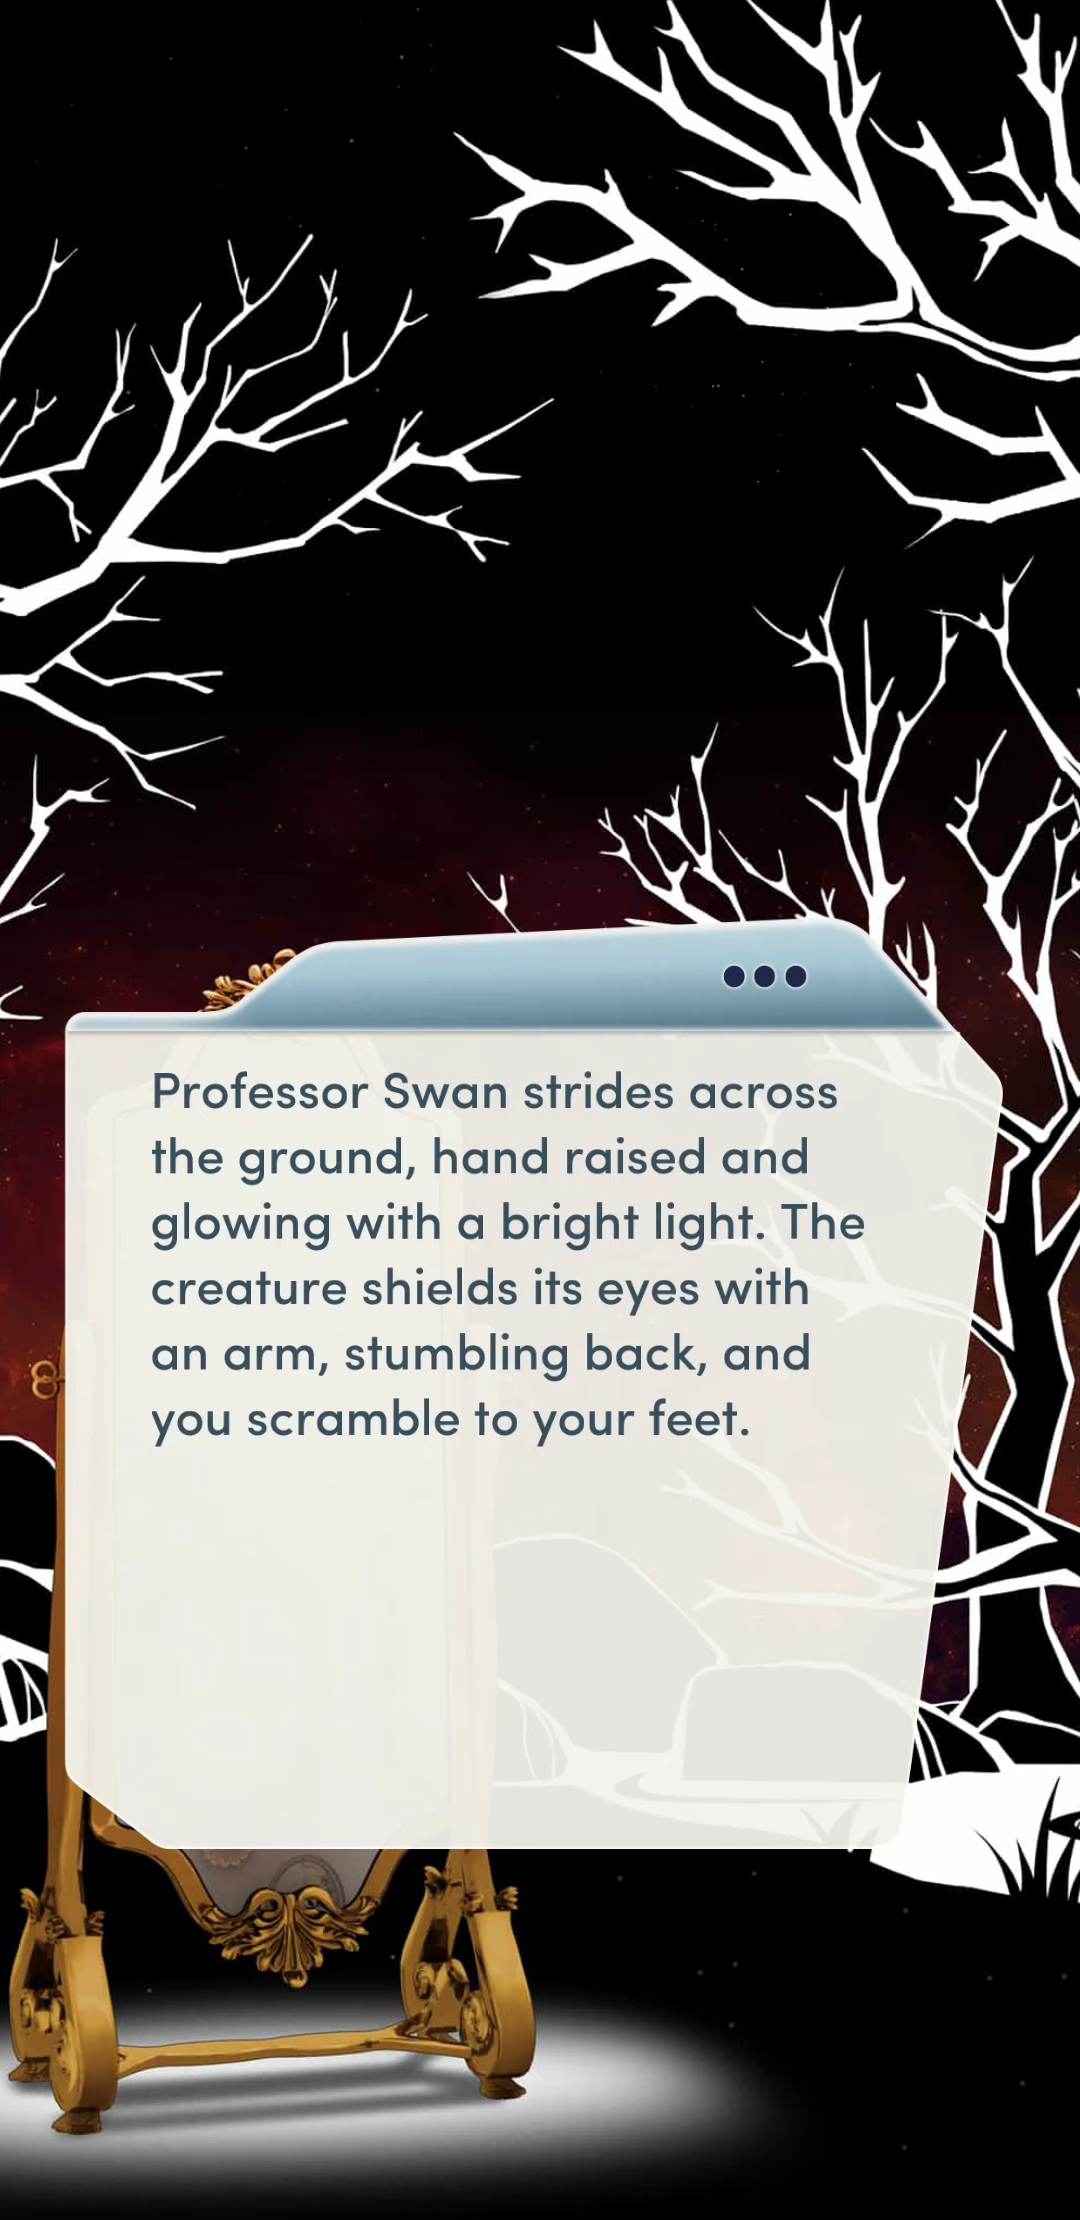 Professor Swan strides across
the ground, hand raised and
glowing with a bright light. The
creature shields its eyes with
an arm, stumbling back, and
you scramble to your feet.